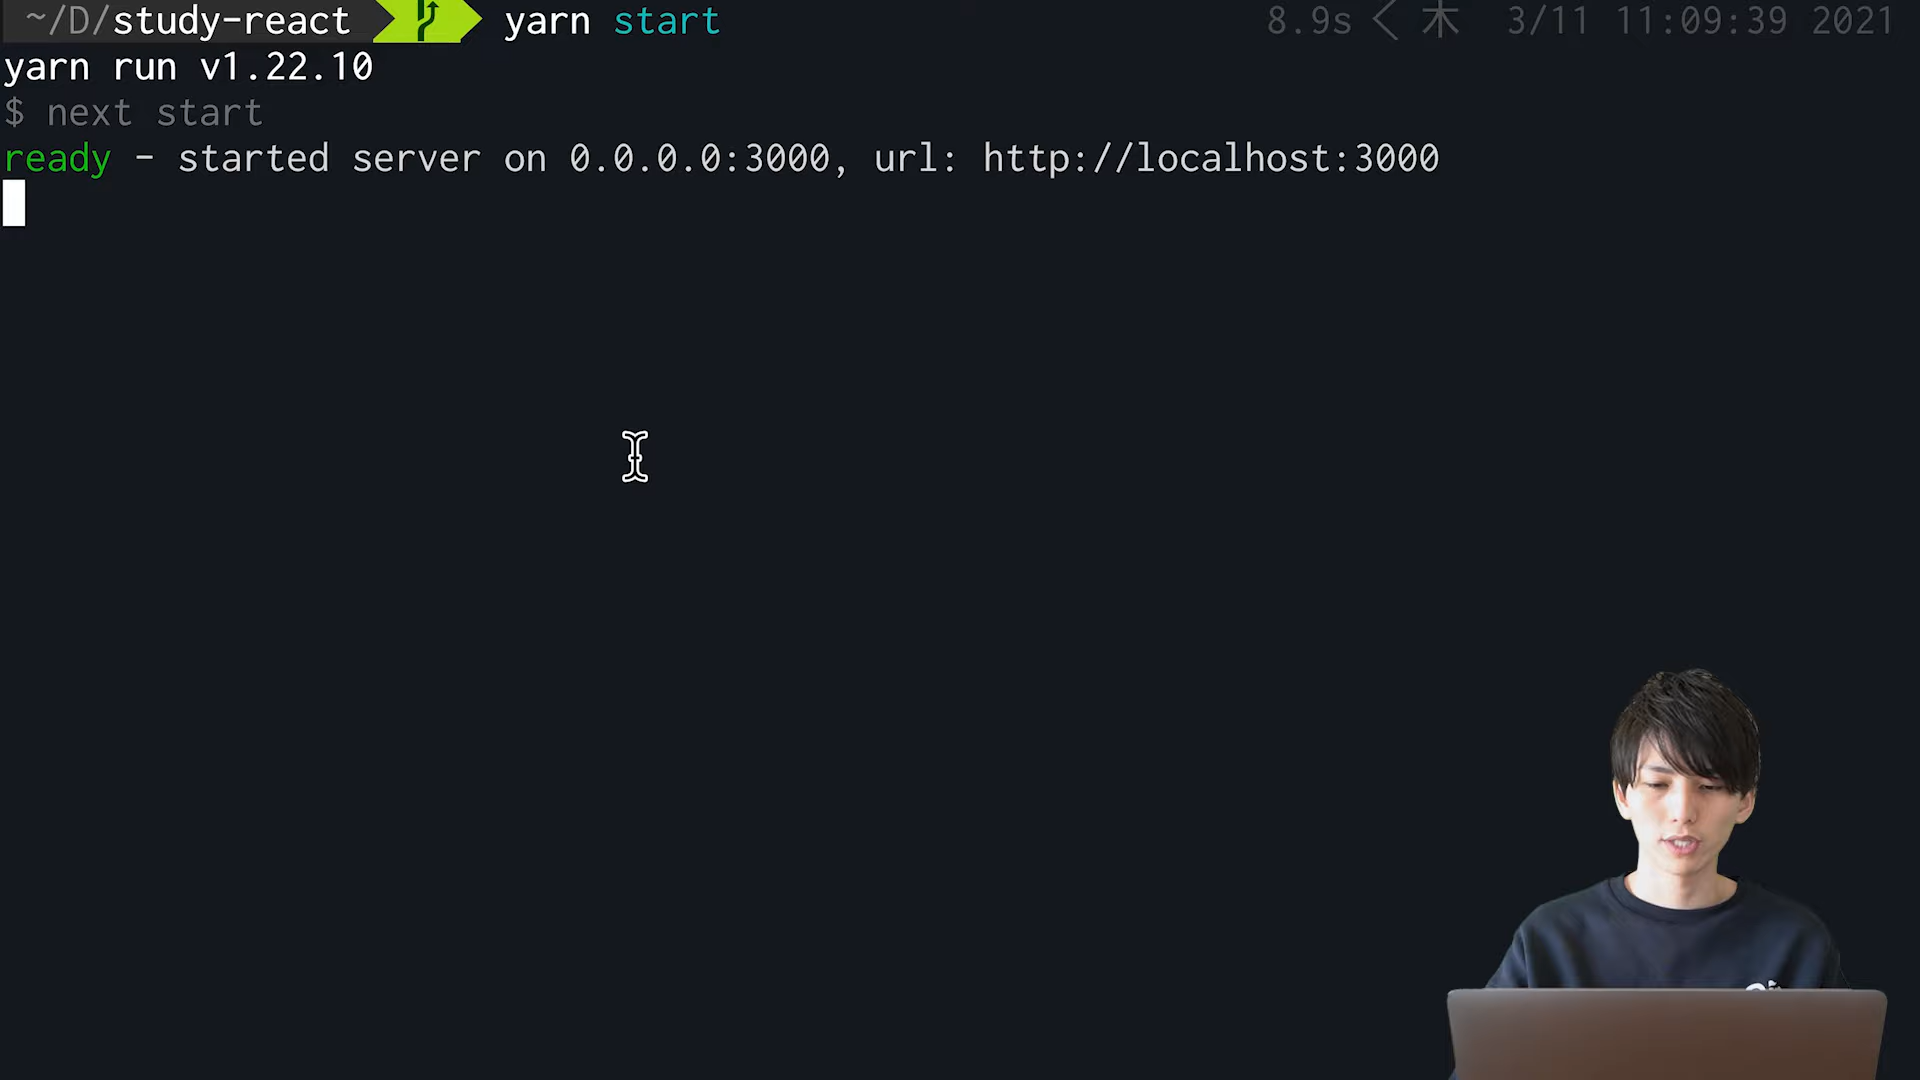 ~/D/study-react yarn start 8.9s < 木 3/11 11:09:39 2021
yarn run v1.22.10
$ next start
ready - started server on 0.0.0.0:3000, url: http://localhost:3000